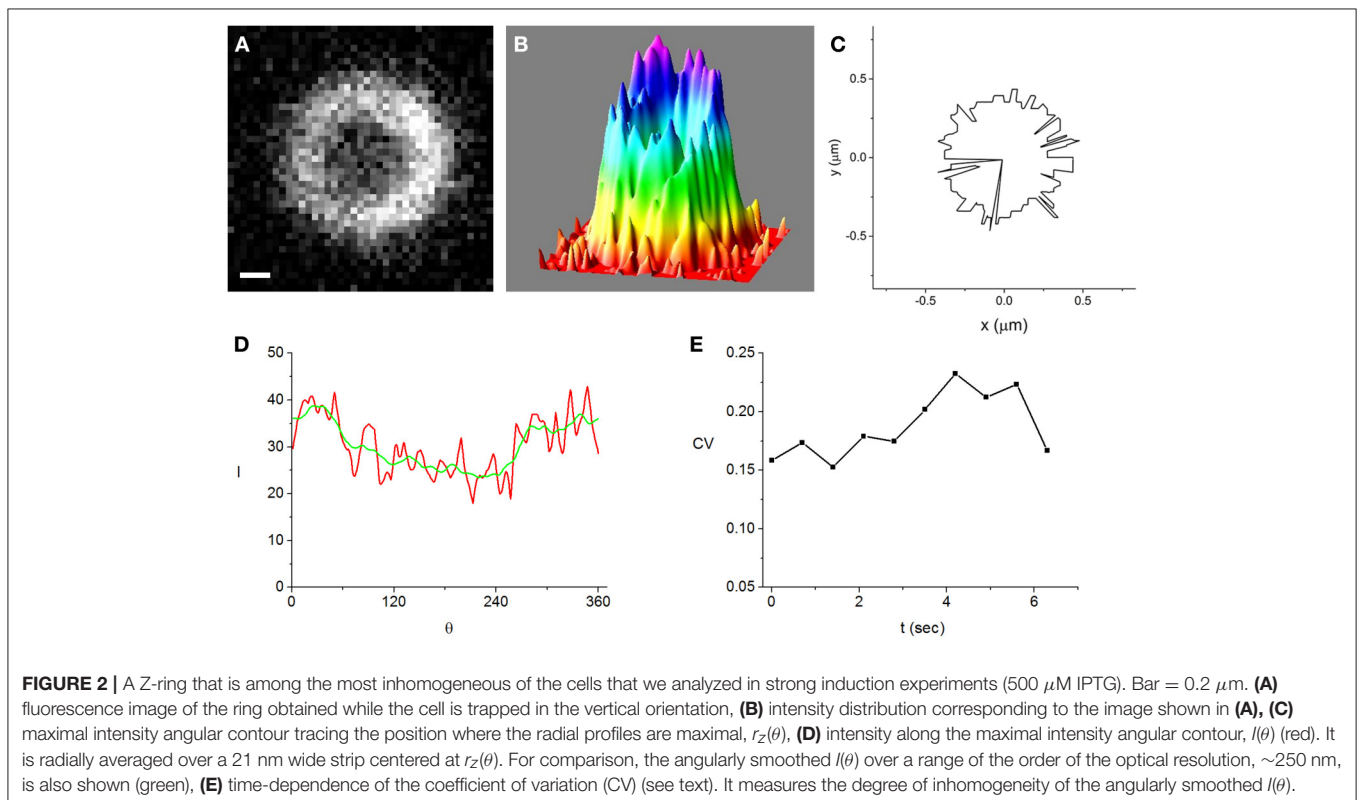 A
B
C
0.5
0.0
-0.5
y (μm)
-0.5
0.0
0.5
x (μm)
D
50
40
30
20
10
0
I
0
120
240
360
θ
E
0.25
0.20
0.15
0.10
0.05
CV
0
2
4
6
t (sec)
FIGURE 2 | A Z-ring that is among the most inhomogeneous of the cells that we analyzed in strong induction experiments (500 μM IPTG). Bar = 0.2 μm. (A)
fluorescence image of the ring obtained while the cell is trapped in the vertical orientation, (B) intensity distribution corresponding to the image shown in (A), (C)
maximal intensity angular contour tracing the position where the radial profiles are maximal, rZ(θ), (D) intensity along the maximal intensity angular contour, I(θ) (red). It
is radially averaged over a 21 nm wide strip centered at rZ(θ). For comparison, the angularly smoothed I(θ) over a range of the order of the optical resolution, ~250 nm,
is also shown (green), (E) time-dependence of the coefficient of variation (CV) (see text). It measures the degree of inhomogeneity of the angularly smoothed I(θ).